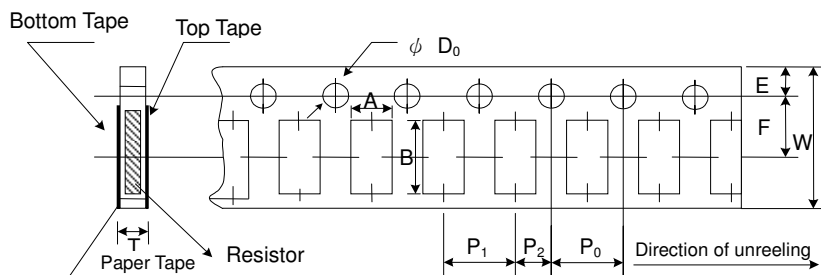 Bottom Tape
Top Tape
ψ D₀
E
A
F
W
B
T
Paper Tape
Resistor
P₁
P₂
P₀
Direction of unreeling